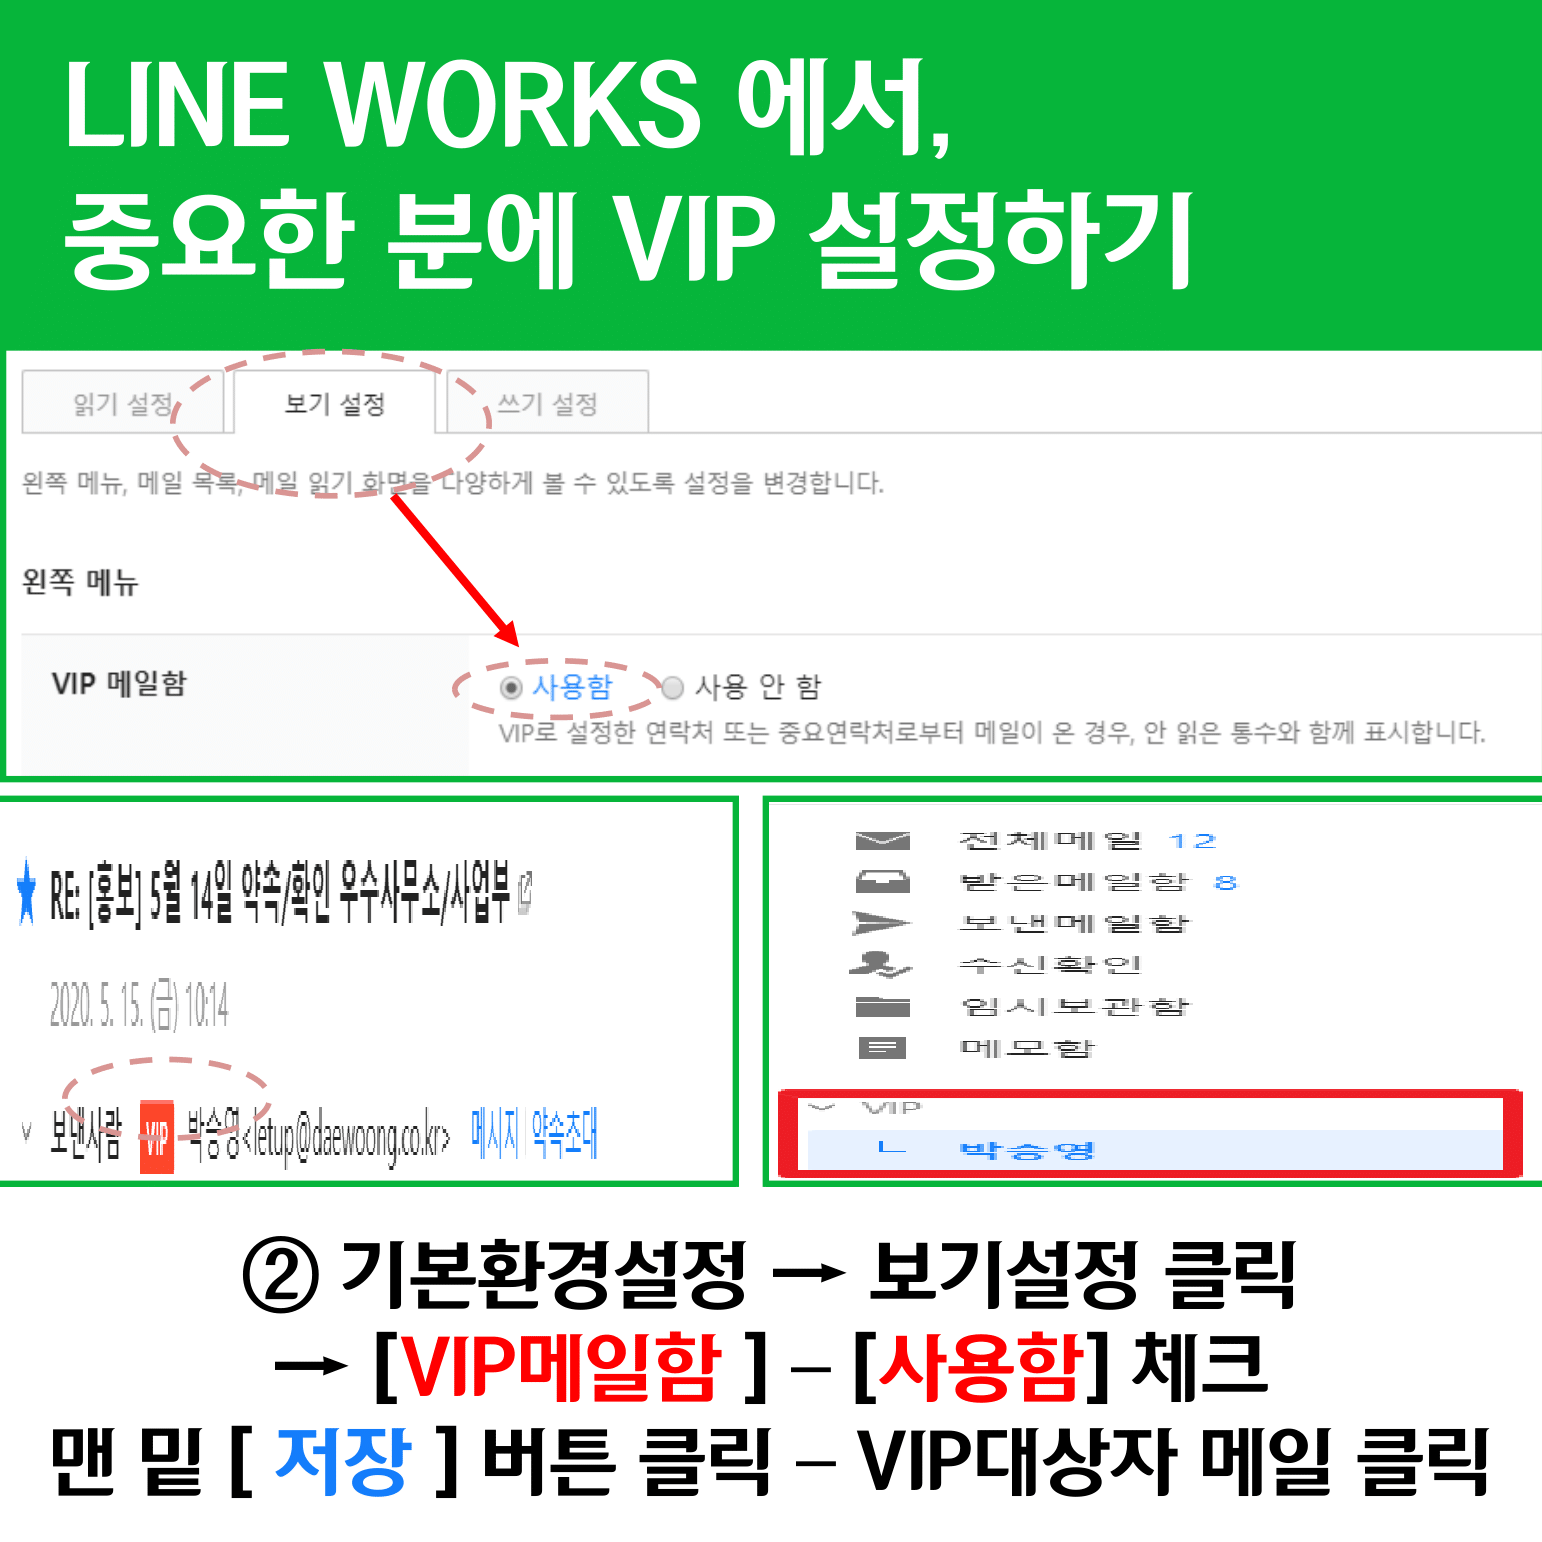 LINE WORKS 에서,
중요한 분에 VIP 설정하기
읽기 설정 보기 설정 쓰기 설정
왼쪽 메뉴, 메일 목록, 메일 읽기 화면을 다양하게 볼 수 있도록 설정을 변경합니다.
왼쪽 메뉴
VIP 메일함 사용함 사용 안 함
VIP로 설정한 연락처 또는 중요연락처로부터 메일이 온 경우, 안 읽은 통수와 함께 표시합니다.
RE: [홍보] 5월 14일 약속/확인 우수사무소/사업부
2020. 5. 15. (금) 10:14
보낸사람 VIP 박승영<letup@daewoong.co.kr> 메시지 약속초대
전체메일 12
받은메일함 8
보낸메일함
수신확인
임시보관함
메모함
VIP
박승영
② 기본환경설정 → 보기설정 클릭
→ [VIP메일함 ] – [사용함] 체크
맨 밑 [ 저장 ] 버튼 클릭 – VIP대상자 메일 클릭